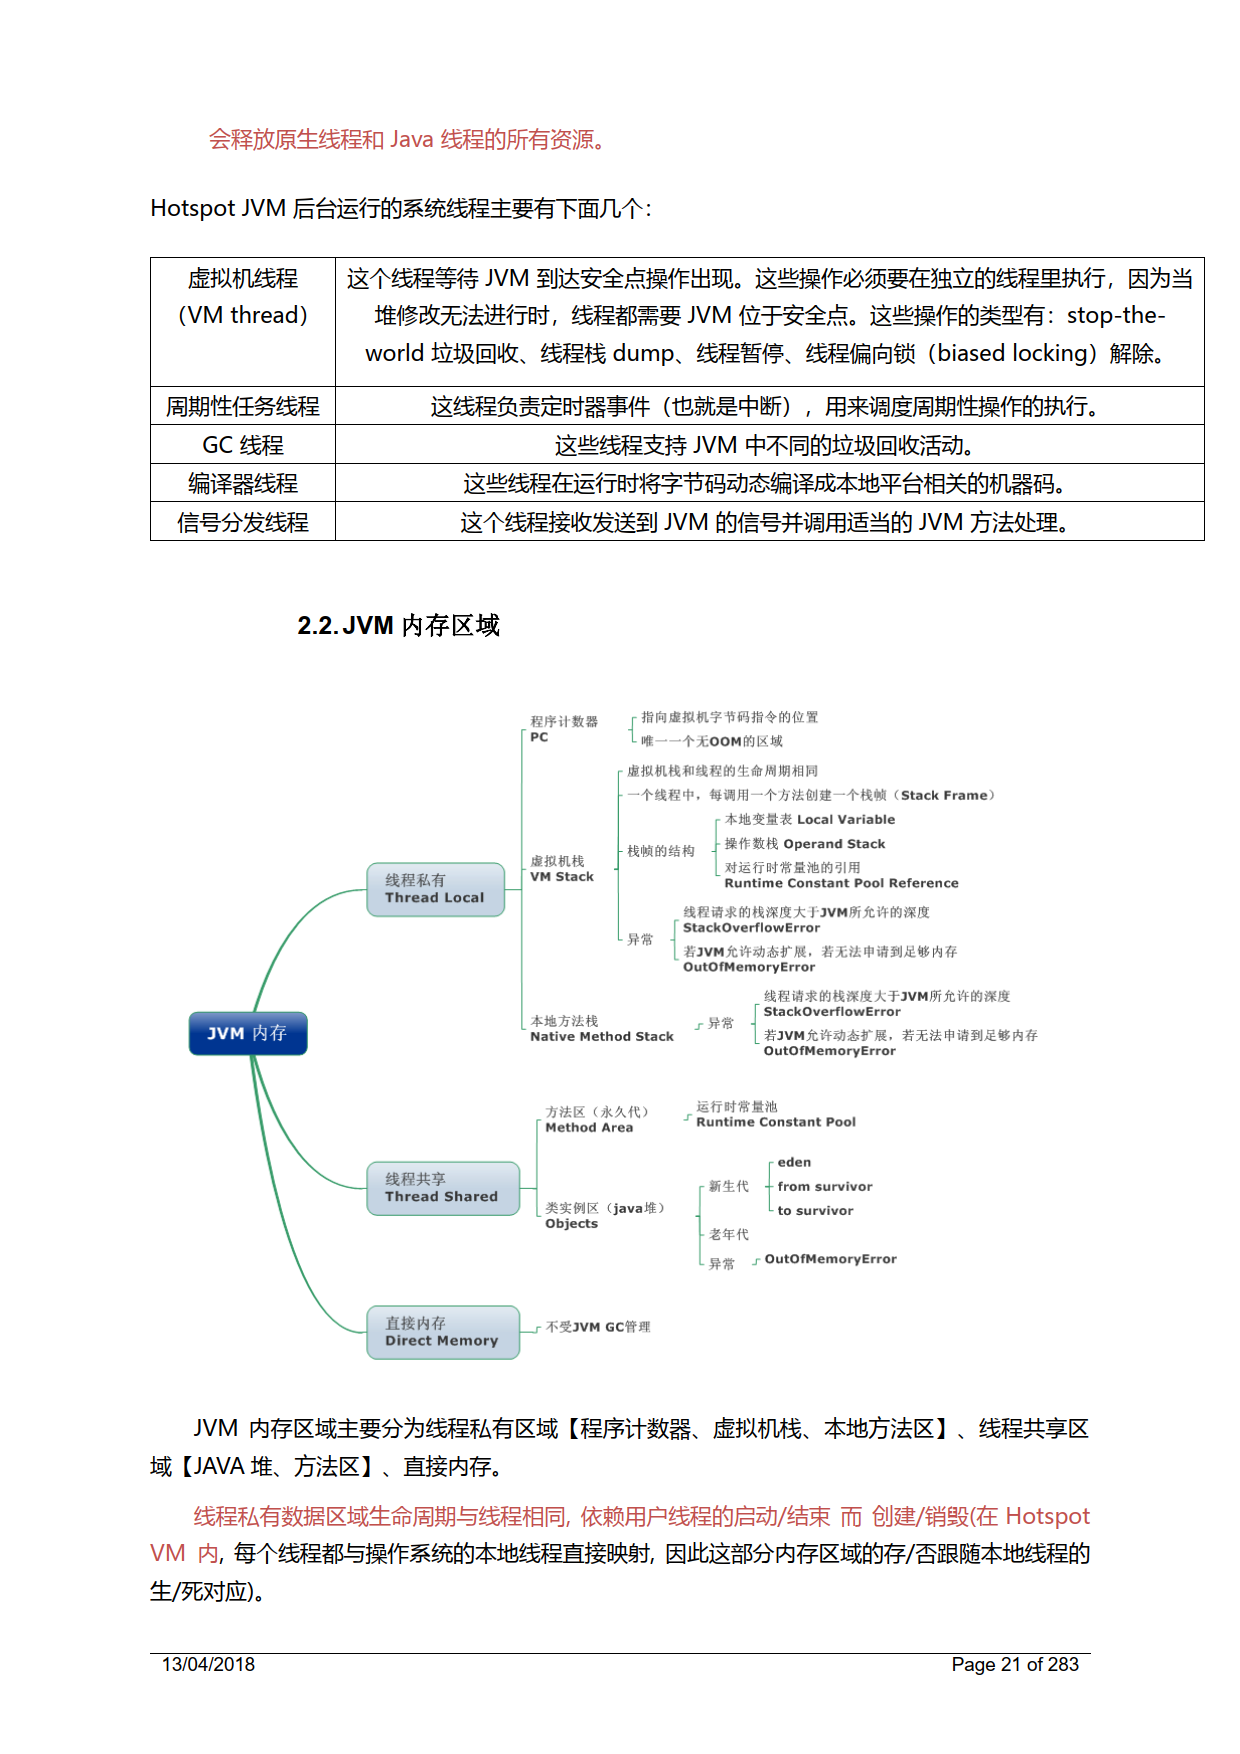 会释放原生线程和 Java 线程的所有资源。
Hotspot JVM 后台运行的系统线程主要有下面几个：
虚拟机线程
（VM thread）
这个线程等待 JVM 到达安全点操作出现。这些操作必须要在独立的线程里执行，因为当
堆修改无法进行时，线程都需要 JVM 位于安全点。这些操作的类型有：stop-the-
world 垃圾回收、线程栈 dump、线程暂停、线程偏向锁（biased locking）解除。
周期性任务线程
这线程负责定时器事件（也就是中断），用来调度周期性操作的执行。
GC 线程
这些线程支持 JVM 中不同的垃圾回收活动。
编译器线程
这些线程在运行时将字节码动态编译成本地平台相关的机器码。
信号分发线程
这个线程接收发送到 JVM 的信号并调用适当的 JVM 方法处理。
2.2. JVM 内存区域
JVM 内存
线程私有
Thread Local
程序计数器
PC
指向虚拟机字节码指令的位置
唯一一个无OOM的区域
虚拟机栈
VM Stack
虚拟机栈和线程的生命周期相同
一个线程中，每调用一个方法创建一个栈帧（Stack Frame）
栈帧的结构
本地变量表 Local Variable
操作数栈 Operand Stack
对运行时常量池的引用
Runtime Constant Pool Reference
异常
线程请求的栈深度大于JVM所允许的深度
StackOverflowError
若JVM允许动态扩展，若无法申请到足够内存
OutOfMemoryError
本地方法栈
Native Method Stack
异常
线程请求的栈深度大于JVM所允许的深度
StackOverflowError
若JVM允许动态扩展，若无法申请到足够内存
OutOfMemoryError
线程共享
Thread Shared
方法区（永久代）
Method Area
运行时常量池
Runtime Constant Pool
类实例区（java堆）
Objects
新生代
eden
from survivor
to survivor
老年代
异常
OutOfMemoryError
直接内存
Direct Memory
不受JVM GC管理
JVM 内存区域主要分为线程私有区域【程序计数器、虚拟机栈、本地方法区】、线程共享区
域【JAVA 堆、方法区】、直接内存。
线程私有数据区域生命周期与线程相同, 依赖用户线程的启动/结束 而 创建/销毁(在 Hotspot
VM 内, 每个线程都与操作系统的本地线程直接映射, 因此这部分内存区域的存/否跟随本地线程的
生/死对应)。
13/04/2018
Page 21 of 283